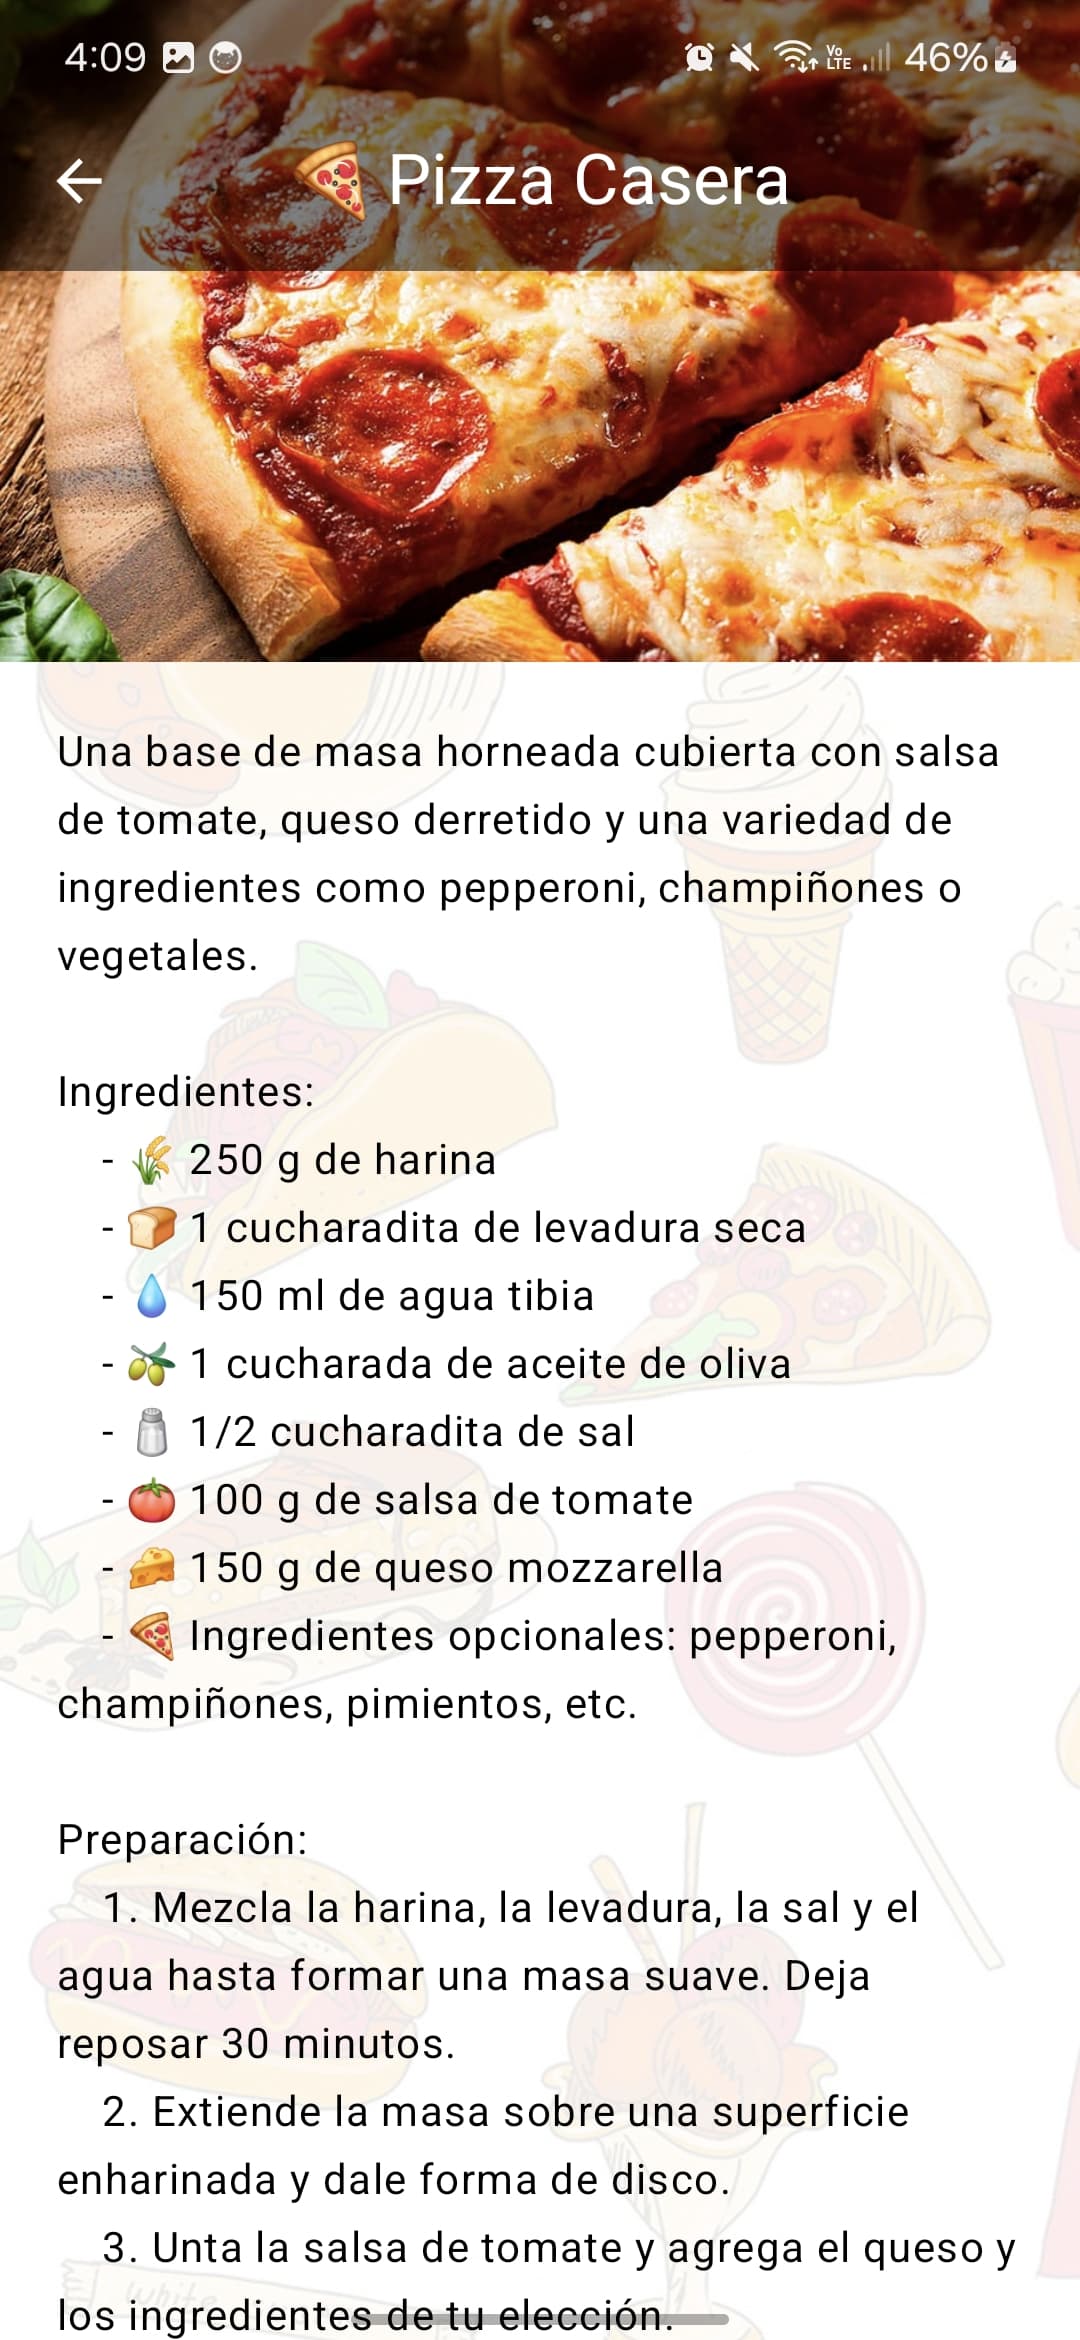 4:09 Vo LTE 46%
🍕 Pizza Casera
Una base de masa horneada cubierta con salsa
de tomate, queso derretido y una variedad de
ingredientes como pepperoni, champiñones o
vegetales.
Ingredientes:
- 🌾 250 g de harina
- 🍞 1 cucharadita de levadura seca
- 💧 150 ml de agua tibia
- 🫒 1 cucharada de aceite de oliva
- 🧂 1/2 cucharadita de sal
- 🍅 100 g de salsa de tomate
- 🧀 150 g de queso mozzarella
- 🍕 Ingredientes opcionales: pepperoni,
champiñones, pimientos, etc.
Preparación:
1. Mezcla la harina, la levadura, la sal y el
agua hasta formar una masa suave. Deja
reposar 30 minutos.
2. Extiende la masa sobre una superficie
enharinada y dale forma de disco.
3. Unta la salsa de tomate y agrega el queso y
white
los ingredientes de tu elección.